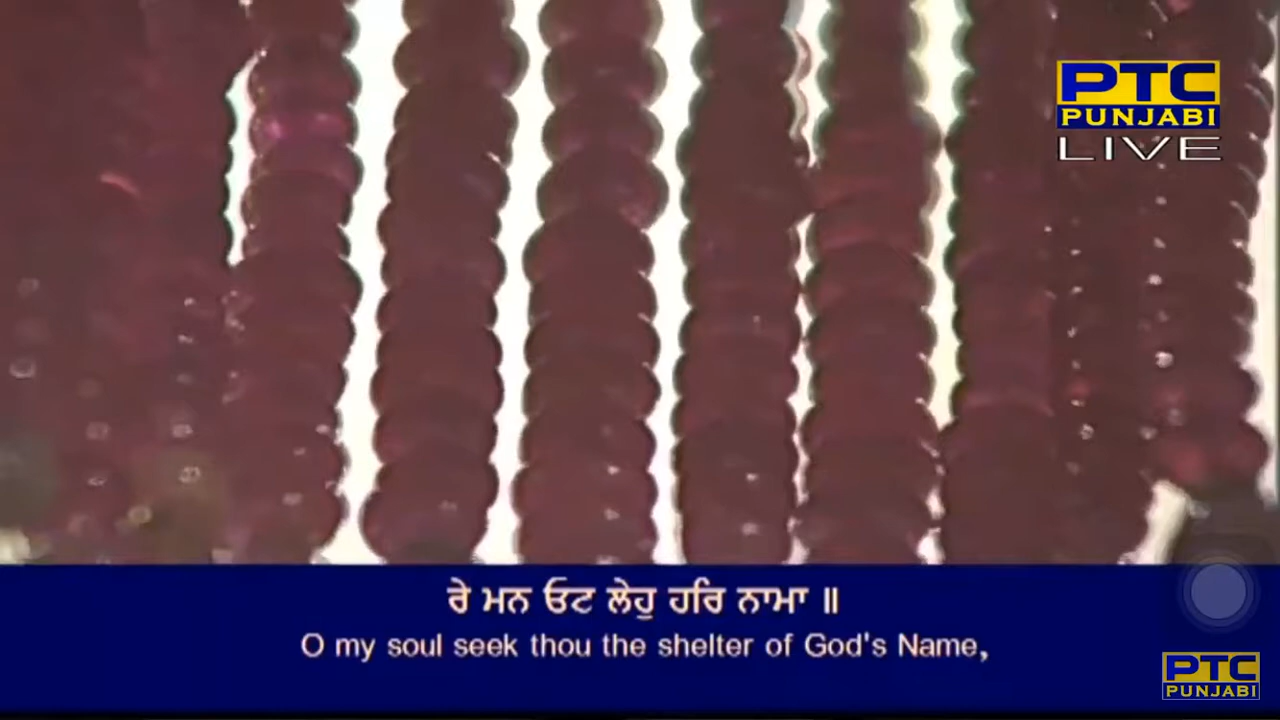 PTC
PUNJABI
LIVE
ਰੇ ਮਨ ਓਟ ਲੇਹੁ ਹਰਿ ਨਾਮਾ ॥
O my soul seek thou the shelter of God's Name,
PTC
PUNJABI